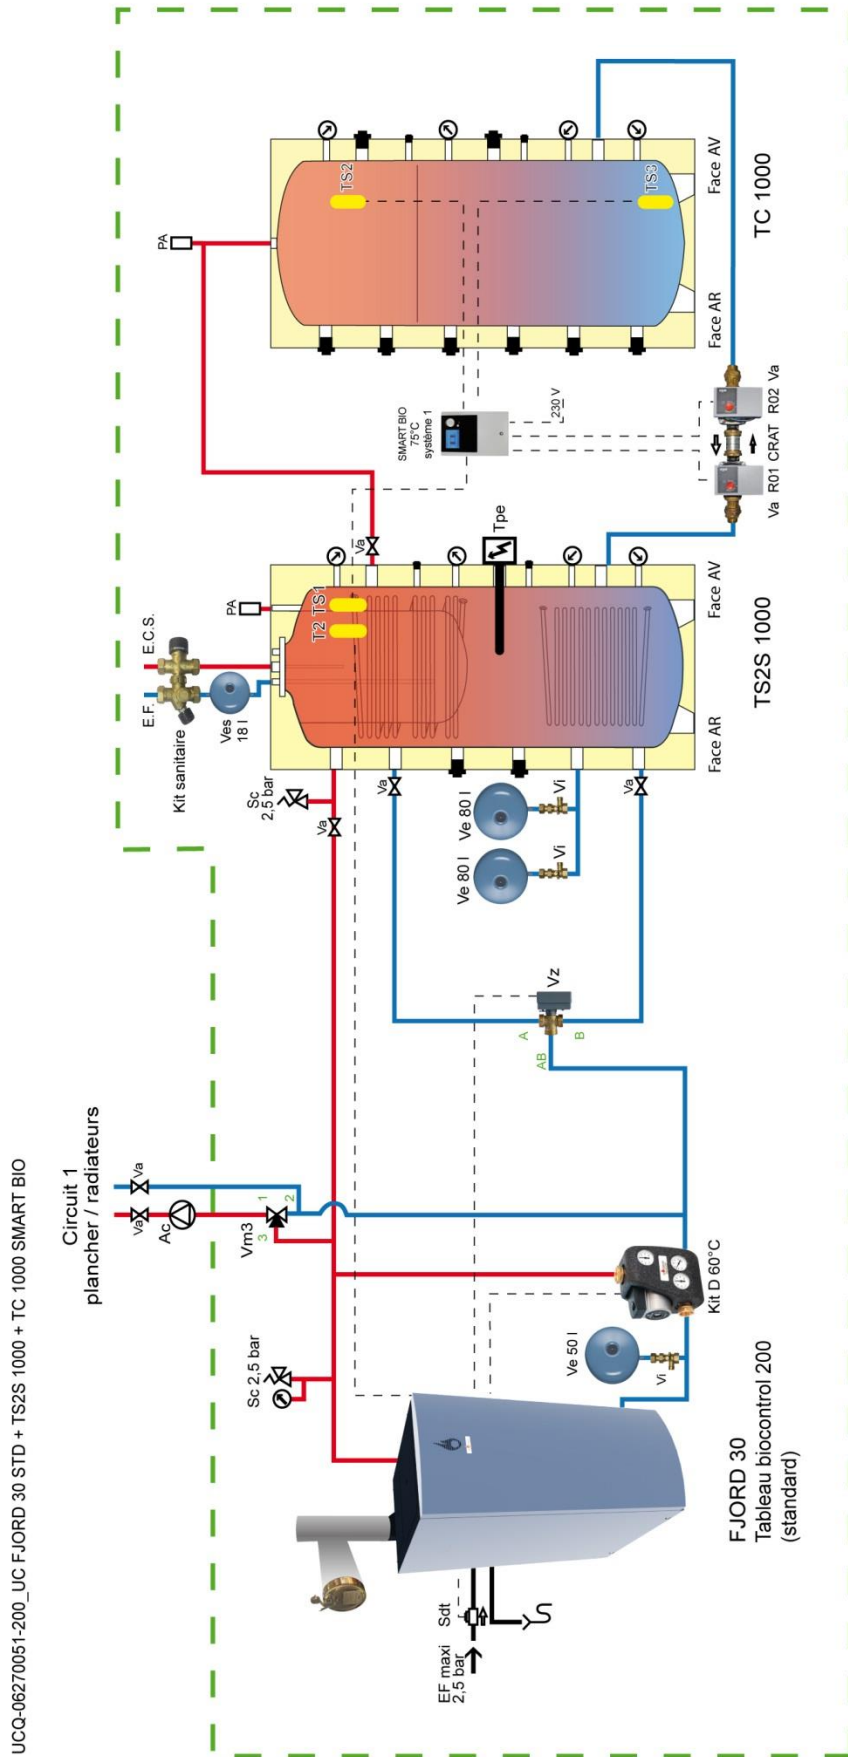 UCQ-06270051-200_UC FJORD 30 STD + TS2S 1000 + TC 1000 SMART BIO
Circuit 1
plancher / radiateurs
Va
Va
Ac
1
2
3
Vm3
Sc 2,5 bar
EF maxi
2,5 bar
Sdt
FJORD 30
Tableau biocontrol 200
(standard)
Ve 50 l
Vi
Kit D 60°C
A
AB
B
Vz
Ve 80 l
Vi
Ve 80 l
Vi
Va
Va
Va
Sc
2,5 bar
Kit sanitaire
E.F.
E.C.S.
Ves
18 l
PA
T2
TS1
Va
Tpe
Face AR
Face AV
TS2S 1000
SMART BIO
75°C
système 1
230 V
Va
R01
CRAT
R02
Va
PA
TS2
TS3
Face AR
Face AV
TC 1000